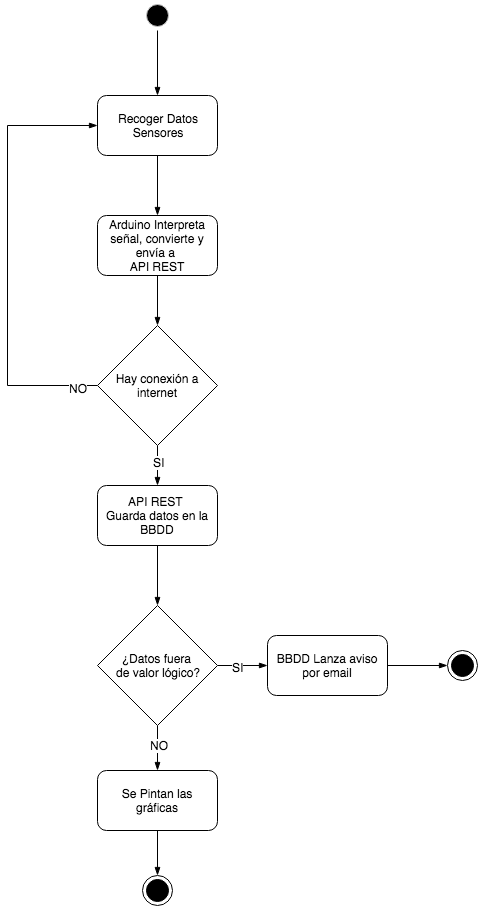 Recoger Datos
Sensores
Arduino Interpreta
señal, convierte y
envía a
API REST
Hay conexión a
internet
NO
SI
API REST
Guarda datos en la
BBDD
¿Datos fuera
de valor lógico?
SI
BBDD Lanza aviso
por email
NO
Se Pintan las
gráficas